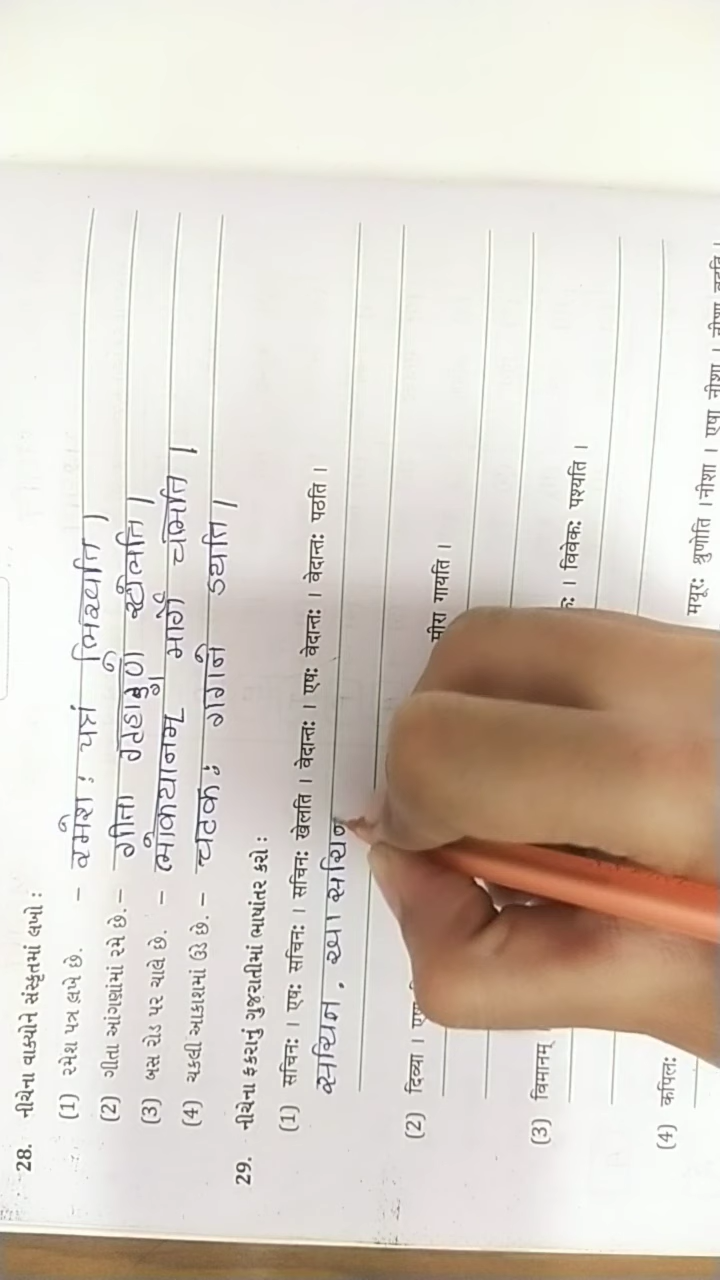 28. નીચેના વાક્યોને સંસ્કૃતમાં લખો :
(1) રમેશ પત્ર લખે છે. - रमेशः पत्रं लिख्यति।
(2) ગીતા આંગણાંમાં રમે છે. - गीता गृहाङ्गणे खेलति।
(3) બસ રોડ પર ચાલે છે. - लोकयानम् मार्गे चलति।
(4) ચકલી આકાશમાં ઉડે છે. - चटकः गगने डयति।
29. નીચેના ફકરાનું ગુજરાતીમાં ભાષાંતર કરો :
(1) सचिनः । एषः सचिनः । सचिनः खेलति । वेदान्तः । एषः वेदान्तः । वेदान्तः पठति ।
સચિન. આ સચિન
(2) दिव्या । मीरा गायति ।
(3) विमानम् । विवेकः पश्यति ।
(4) कपिलः मयूरः श्रुणोति । नीशा । एषा नीशा ।